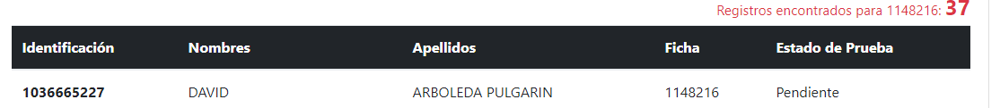 Registros encontrados para 1148216: 37
Identificación Nombres Apellidos Ficha Estado de Prueba
1036665227 DAVID ARBOLEDA PULGARIN 1148216 Pendiente